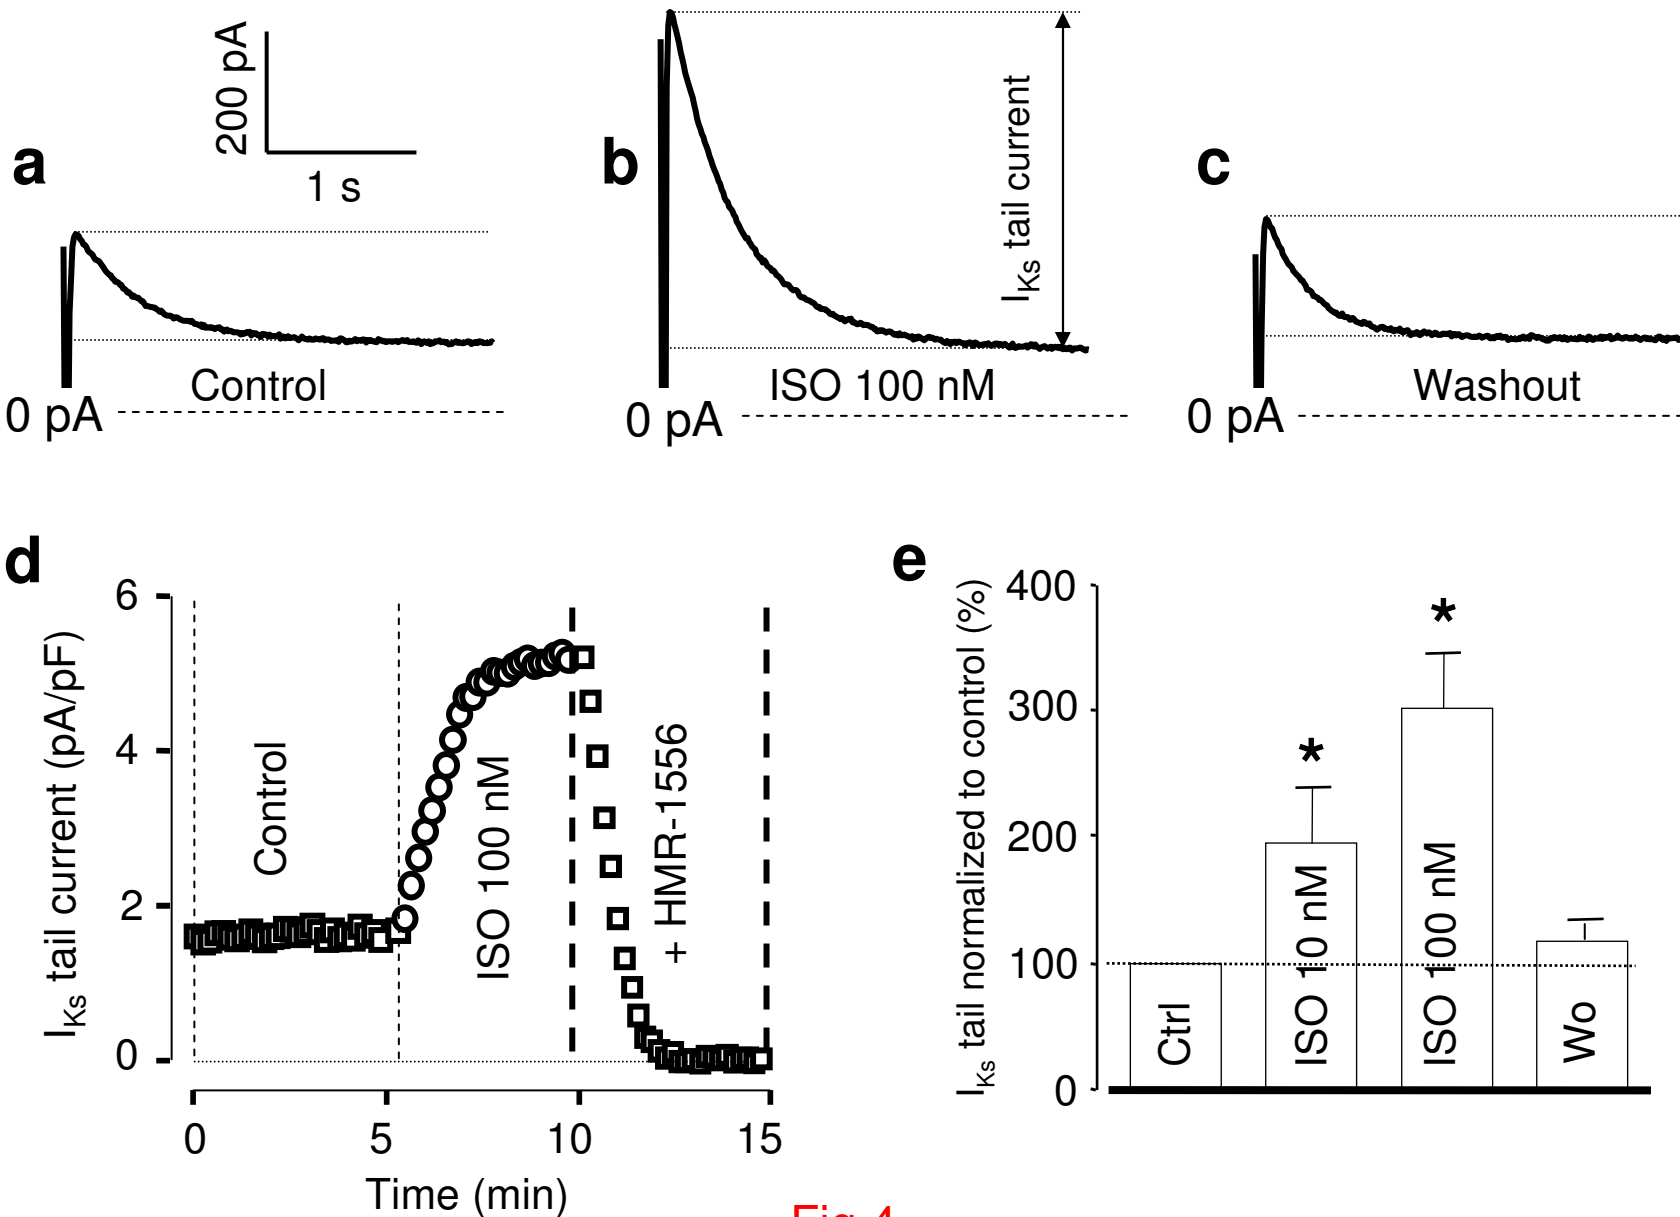 a
200 pA
1 s
Control
0 pA
b
IKs tail current
ISO 100 nM
0 pA
c
Washout
0 pA
d
IKs tail current (pA/pF)
6
4
2
0
Control
ISO 100 nM
+ HMR-1556
0 5 10 15
Time (min)
e
IKs tail normalized to control (%)
400
300
200
100
0
*
*
Ctrl
ISO 10 nM
ISO 100 nM
Wo
Fig 4